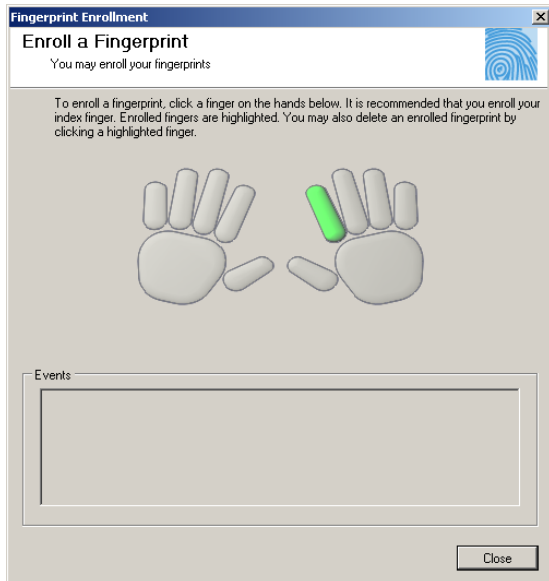 Fingerprint Enrollment
Enroll a Fingerprint
You may enroll your fingerprints
To enroll a fingerprint, click a finger on the hands below. It is recommended that you enroll your
index finger. Enrolled fingers are highlighted. You may also delete an enrolled fingerprint by
clicking a highlighted finger.
Events
Close